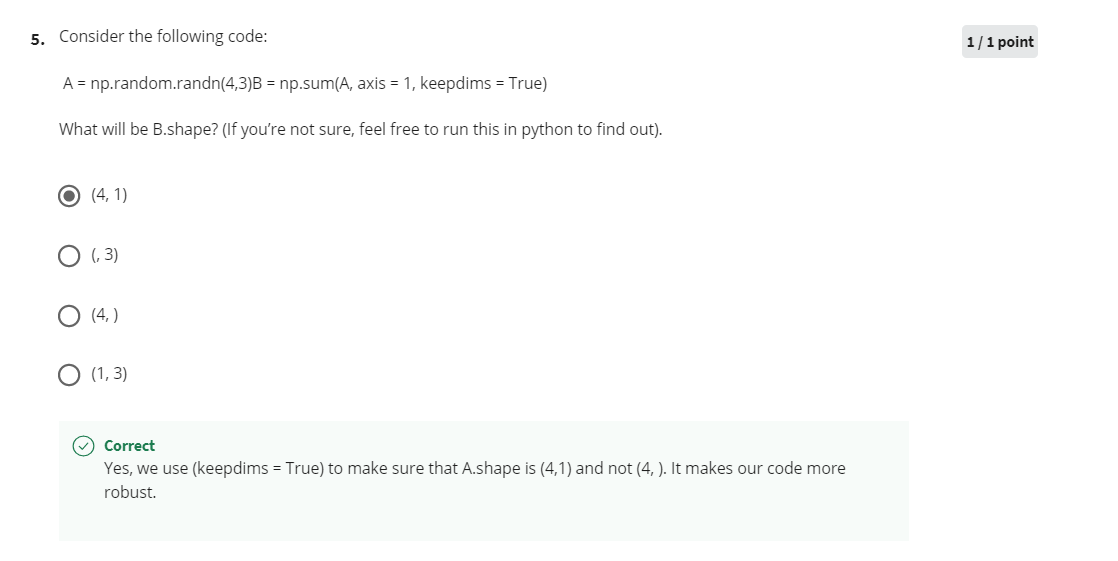 5. Consider the following code:
1 / 1 point
A = np.random.randn(4,3)B = np.sum(A, axis = 1, keepdims = True)
What will be B.shape? (If you’re not sure, feel free to run this in python to find out).
(4, 1)
(, 3)
(4, )
(1, 3)
Correct
Yes, we use (keepdims = True) to make sure that A.shape is (4,1) and not (4, ). It makes our code more
robust.